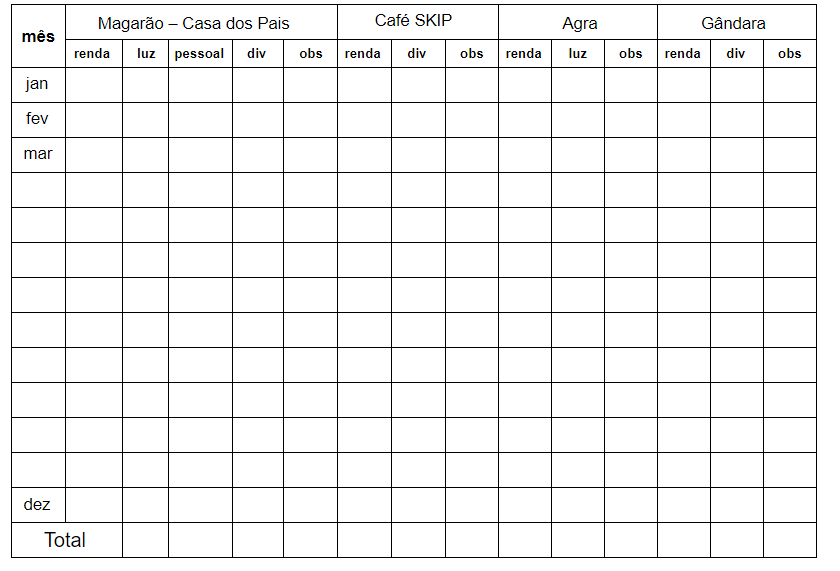 mês Magarão – Casa dos Pais Café SKIP Agra Gândara
renda luz pessoal div obs renda div obs renda luz obs renda div obs
jan
fev
mar
dez
Total